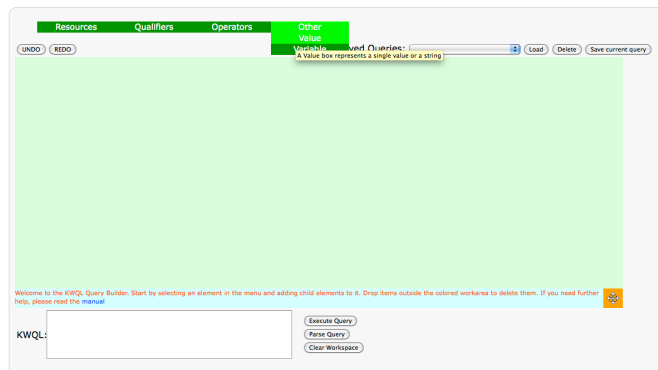 Resources Qualifiers Operators Other
Value
UNDO REDO Variable Queries: Load Delete Save current query
A Value box represents a single value or a string
Welcome to the KWQL Query Builder. Start by selecting an element in the menu and adding child elements to it. Drop items outside the colored workarea to delete them. If you need further
help, please read the manual
KWQL:
Execute Query
Parse Query
Clear Workspace